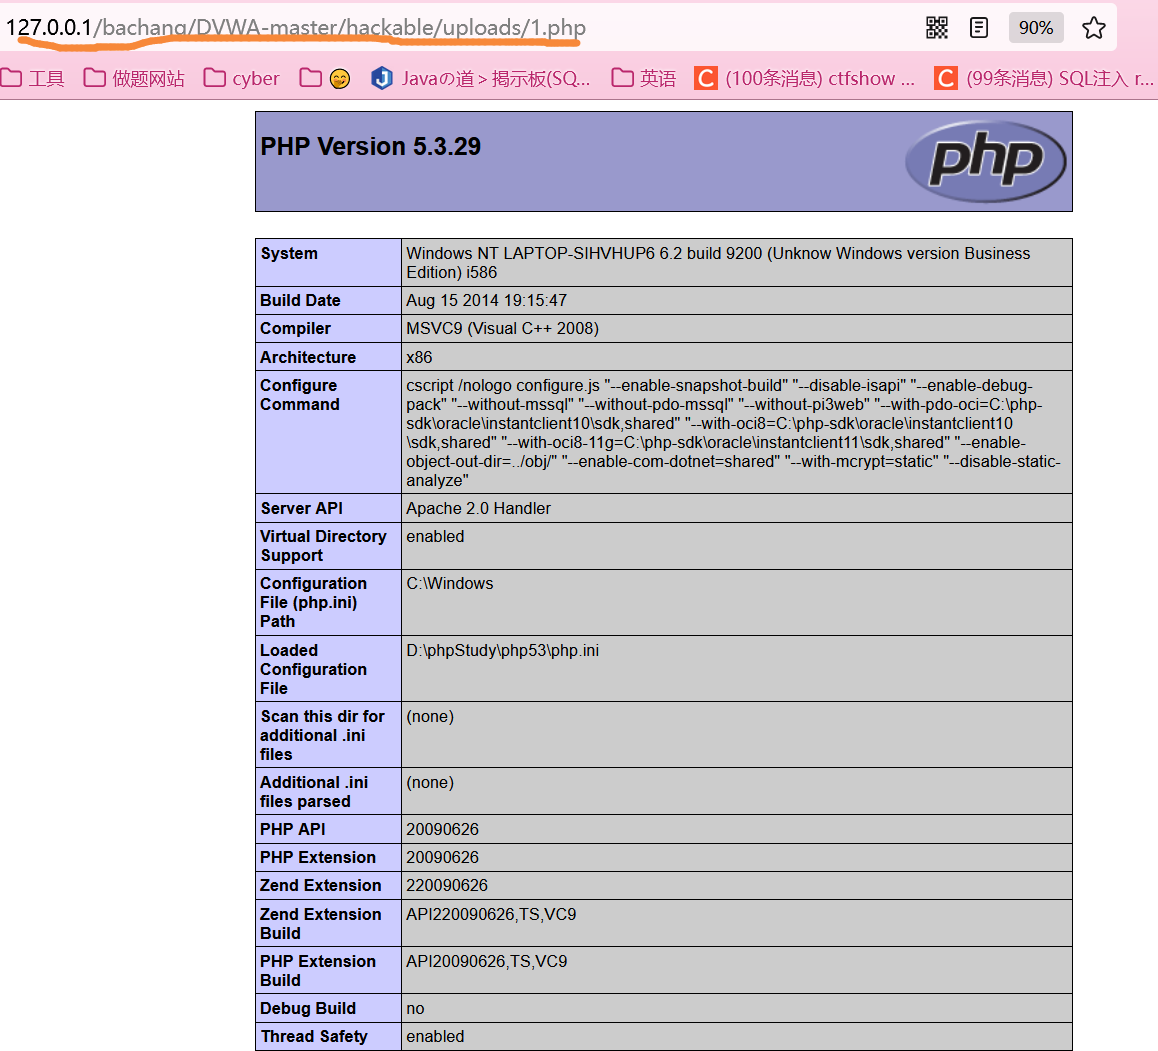 127.0.0.1/bachang/DVWA-master/hackable/uploads/1.php 90%
工具 做题网站 cyber Javaの道 > 掲示板(SQ... 英语 C (100条消息) ctfshow ... C (99条消息) SQL注入 r...
PHP Version 5.3.29 php
System Windows NT LAPTOP-SIHVHUP6 6.2 build 9200 (Unknow Windows version Business
Edition) i586
Build Date Aug 15 2014 19:15:47
Compiler MSVC9 (Visual C++ 2008)
Architecture x86
Configure cscript /nologo configure.js "--enable-snapshot-build" "--disable-isapi" "--enable-debug-
Command pack" "--without-mssql" "--without-pdo-mssql" "--without-pi3web" "--with-pdo-oci=C:\php-
sdk\oracle\instantclient10\sdk,shared" "--with-oci8=C:\php-sdk\oracle\instantclient10
\sdk,shared" "--with-oci8-11g=C:\php-sdk\oracle\instantclient11\sdk,shared" "--enable-
object-out-dir=../obj/" "--enable-com-dotnet=shared" "--with-mcrypt=static" "--disable-static-
analyze"
Server API Apache 2.0 Handler
Virtual Directory enabled
Support
Configuration C:\Windows
File (php.ini)
Path
Loaded D:\phpStudy\php53\php.ini
Configuration
File
Scan this dir for (none)
additional .ini
files
Additional .ini (none)
files parsed
PHP API 20090626
PHP Extension 20090626
Zend Extension 220090626
Zend Extension API220090626,TS,VC9
Build
PHP Extension API20090626,TS,VC9
Build
Debug Build no
Thread Safety enabled